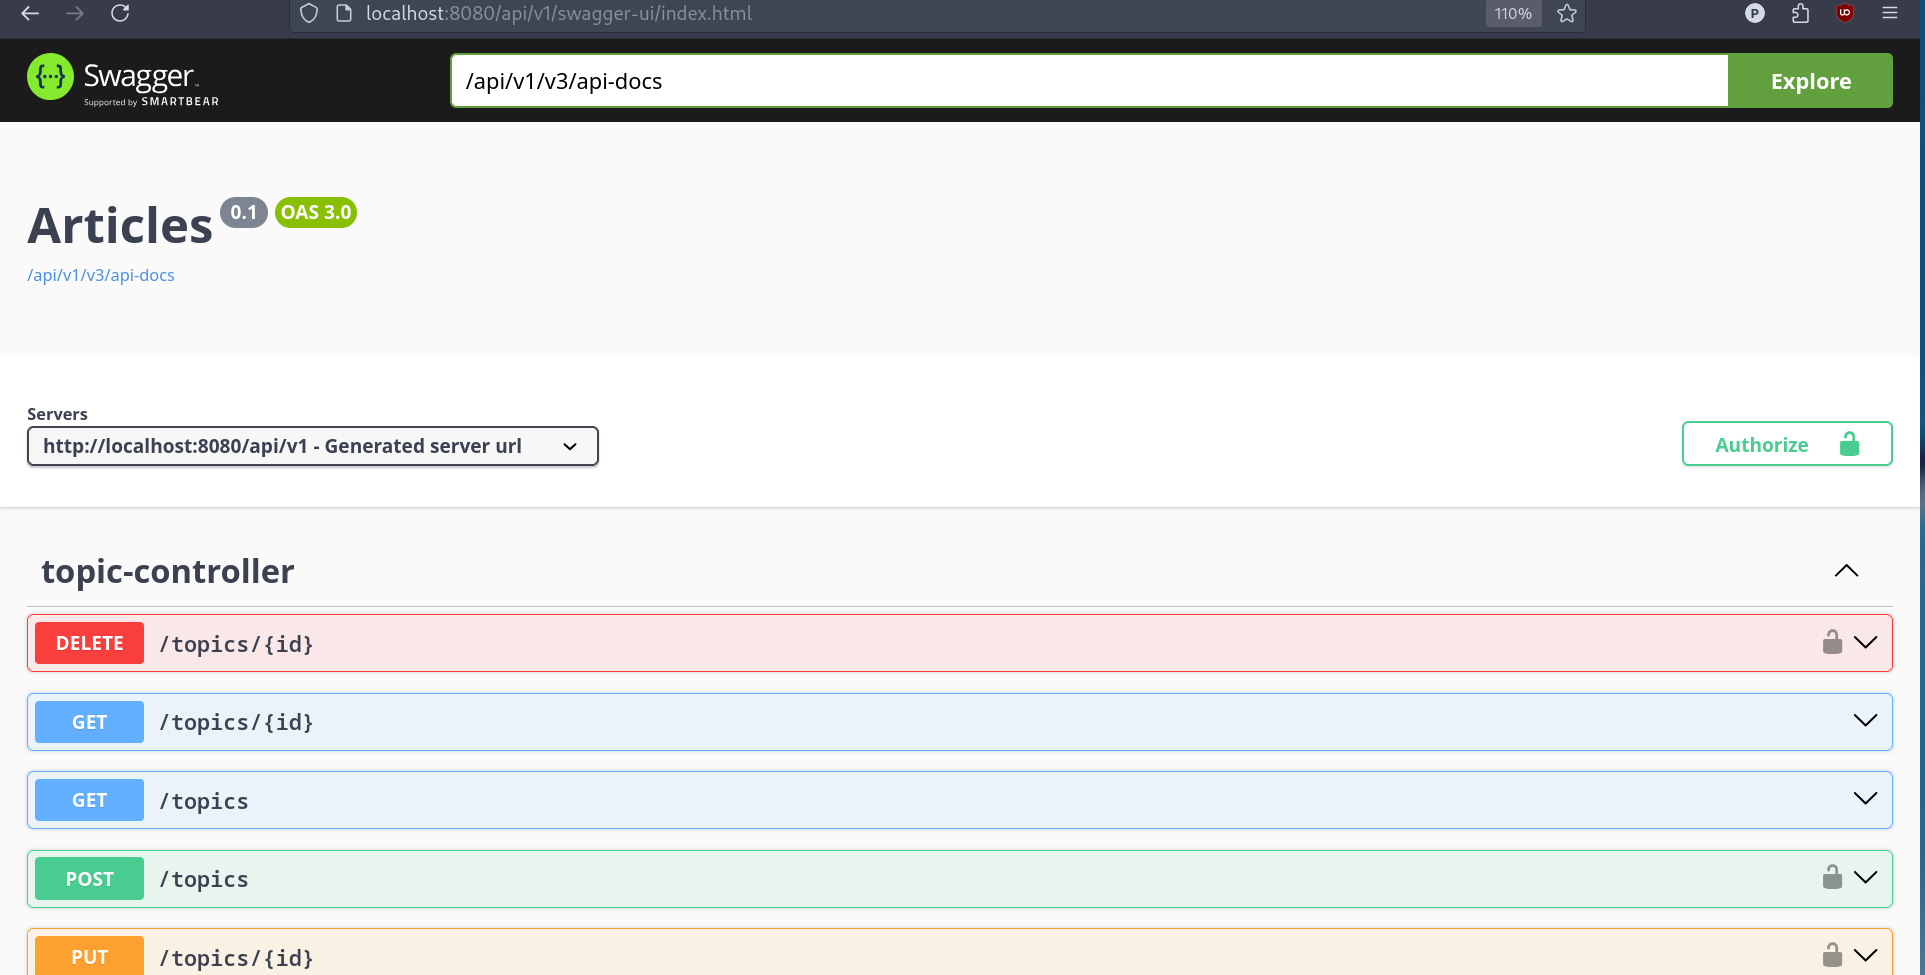 localhost:8080/api/v1/swagger-ui/index.html
110%
P
{···} Swagger
Supported by SMARTBEAR
/api/v1/v3/api-docs
Explore
Articles 0.1 OAS 3.0
/api/v1/v3/api-docs
Servers
http://localhost:8080/api/v1 - Generated server url
Authorize
topic-controller
DELETE /topics/{id}
GET /topics/{id}
GET /topics
POST /topics
PUT /topics/{id}